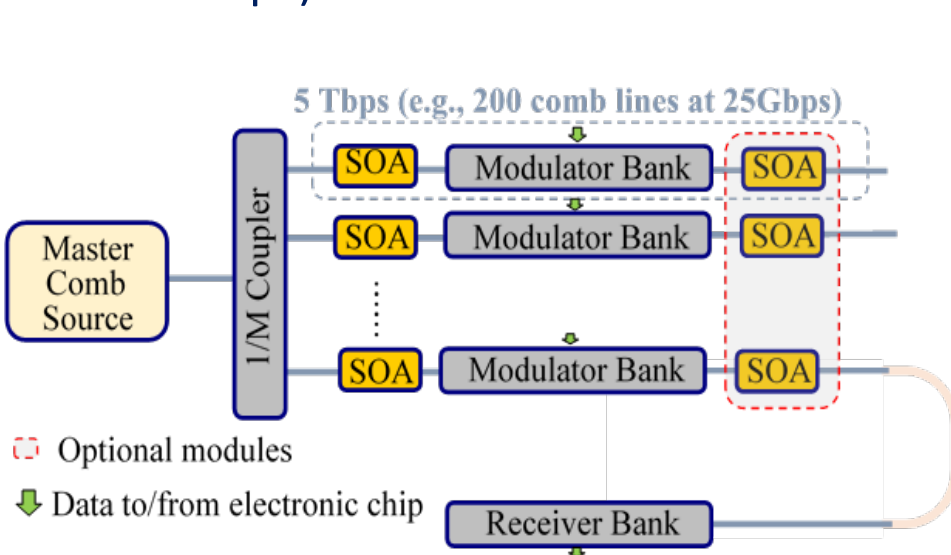 5 Tbps (e.g., 200 comb lines at 25Gbps)
SOA
Modulator Bank
SOA
SOA
Modulator Bank
SOA
Master
Comb
Source
1/M Coupler
SOA
Modulator Bank
SOA
Optional modules
Data to/from electronic chip
Receiver Bank